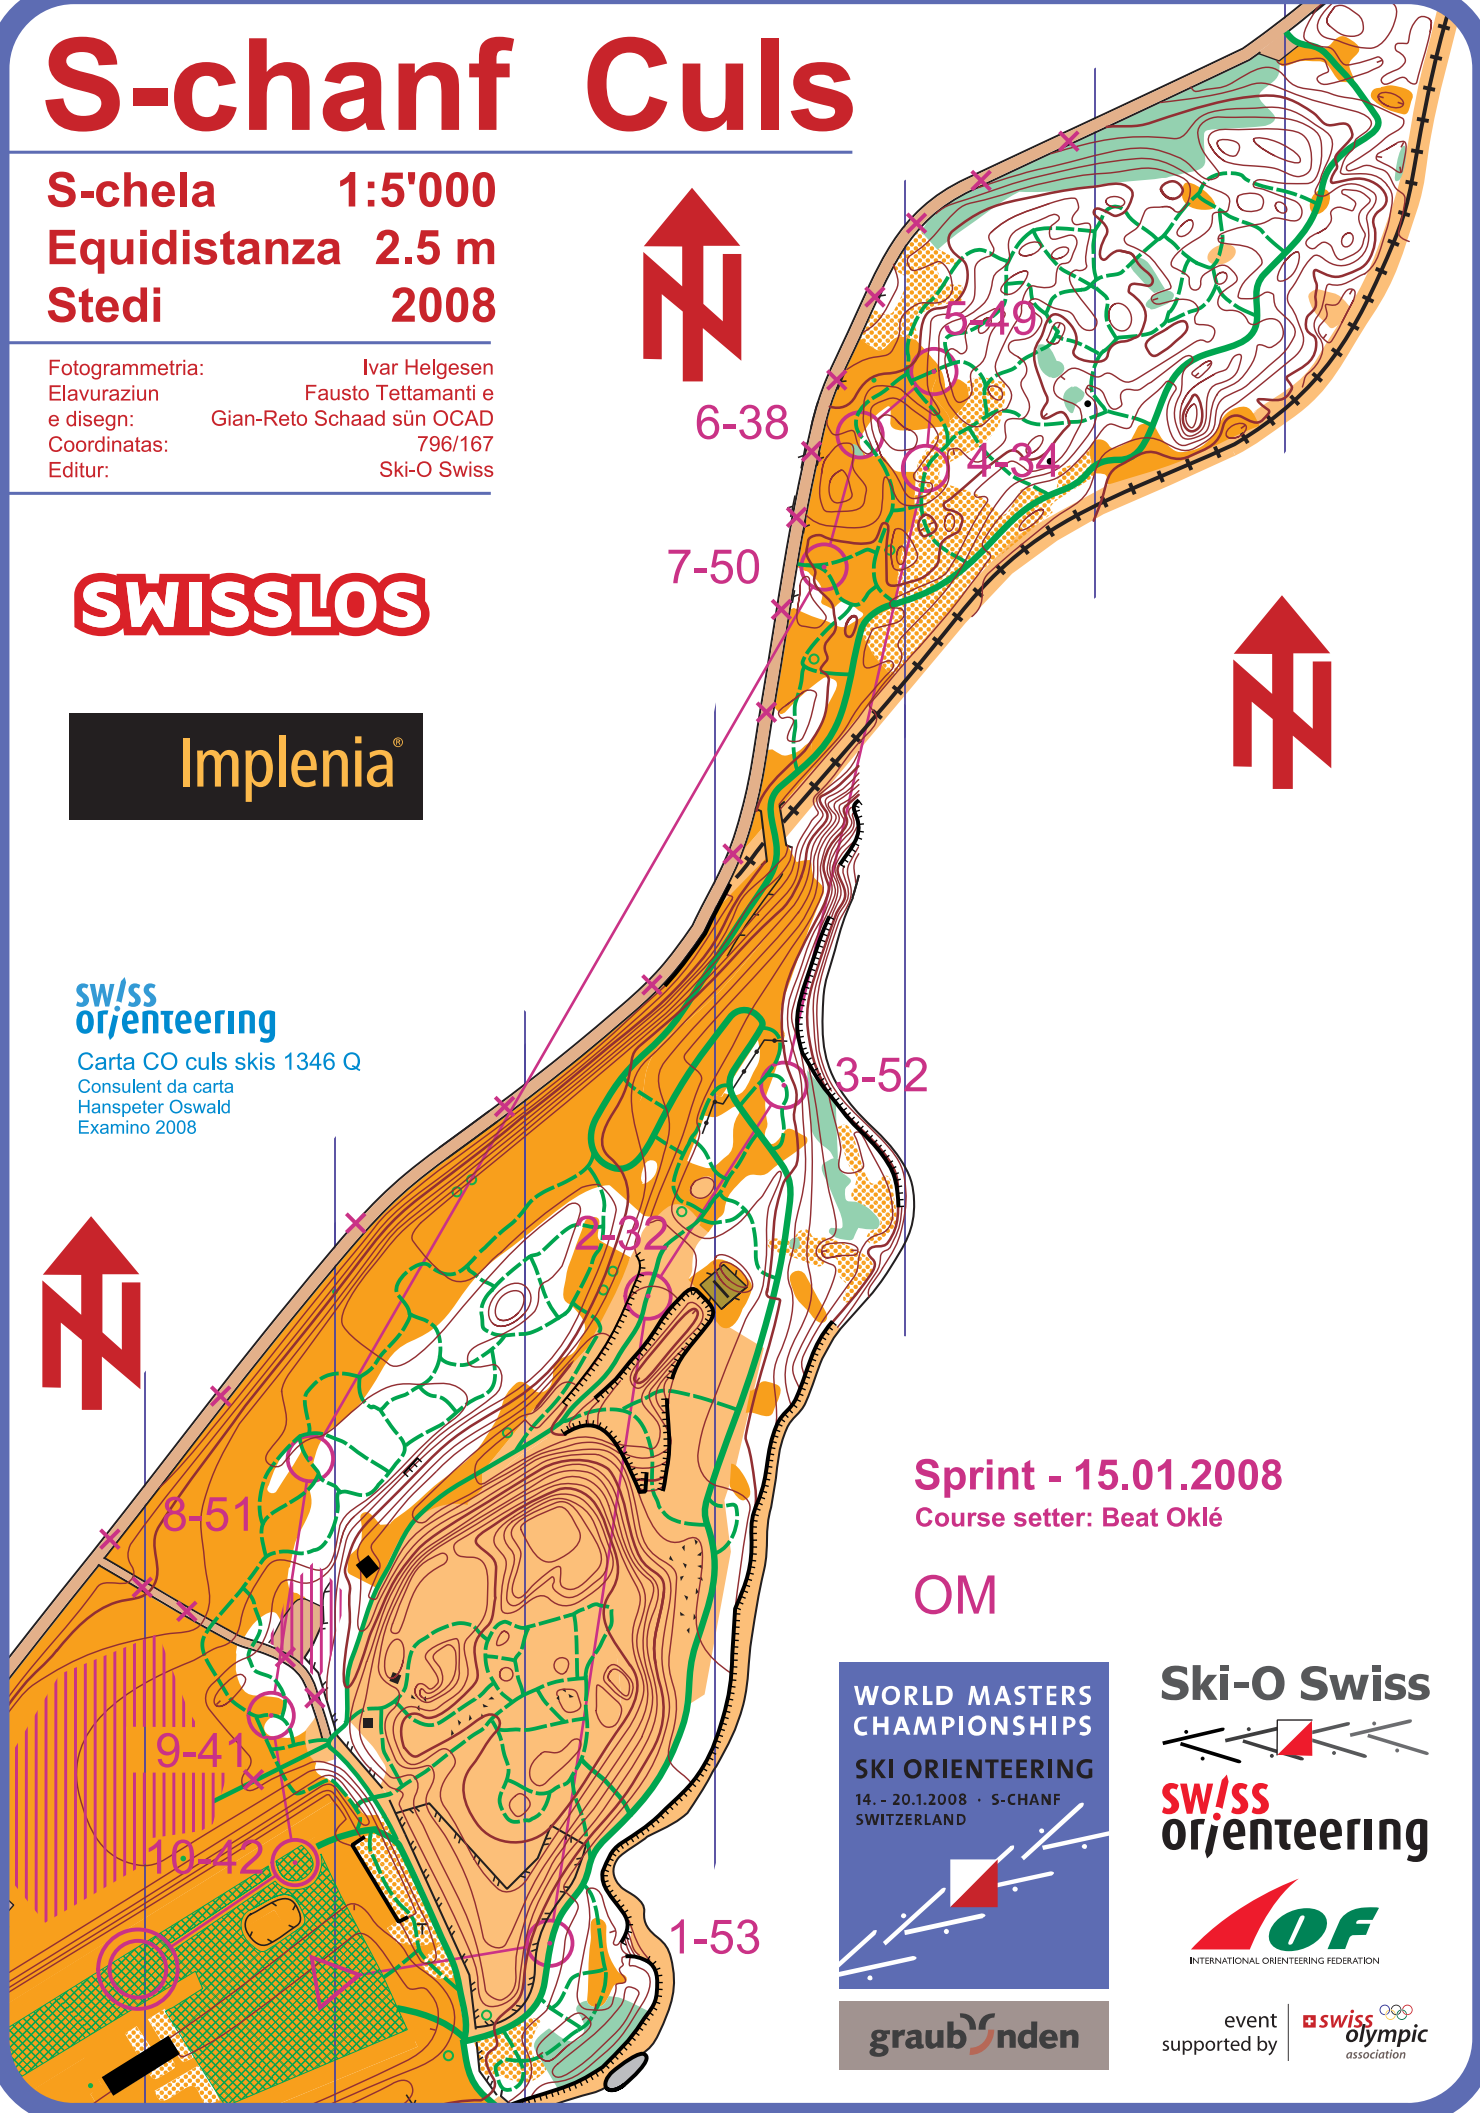 S-chanf Culs
S-chela 1:5'000
Equidistanza 2.5 m
Stedi 2008
Fotogrammetria: Ivar Helgesen
Elavuraziun Fausto Tettamanti e
e disegn: Gian-Reto Schaad sün OCAD
Coordinatas: 796/167
Editur: Ski-O Swiss
SWISSLOS
Implenia®
swiss
orienteering
Carta CO culs skis 1346 Q
Consulent da carta
Hanspeter Oswald
Examino 2008
5-49
6-38
4-34
7-50
3-52
2-32
8-51
9-41
10-42
1-53
N
N
N
Sprint - 15.01.2008
Course setter: Beat Oklé
OM
WORLD MASTERS
CHAMPIONSHIPS
SKI ORIENTEERING
14. - 20.1.2008 · S-CHANF
SWITZERLAND
graubünden
Ski-O Swiss
swiss
orienteering
IOF
INTERNATIONAL ORIENTEERING FEDERATION
event
supported by
swiss
olympic
association